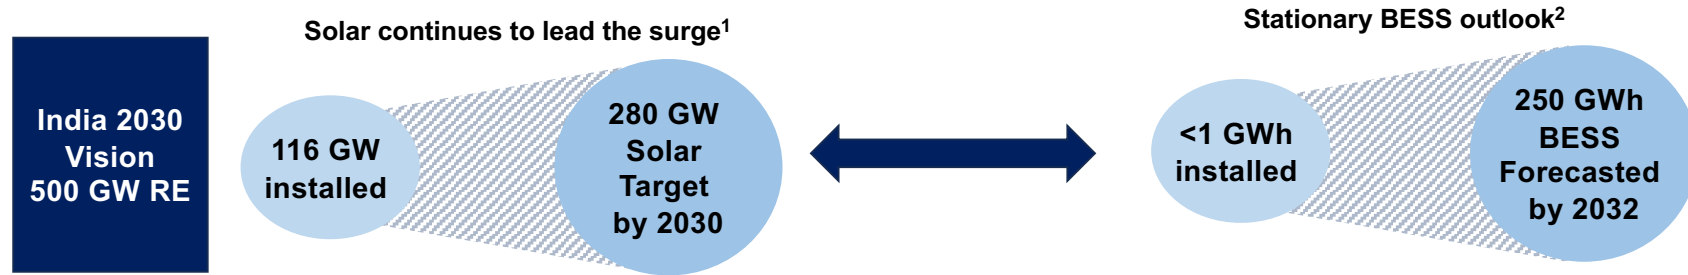 India 2030
Vision
500 GW RE
Solar continues to lead the surge1
116 GW
installed
280 GW
Solar
Target
by 2030
Stationary BESS outlook2
<1 GWh
installed
250 GWh
BESS
Forecasted
by 2032